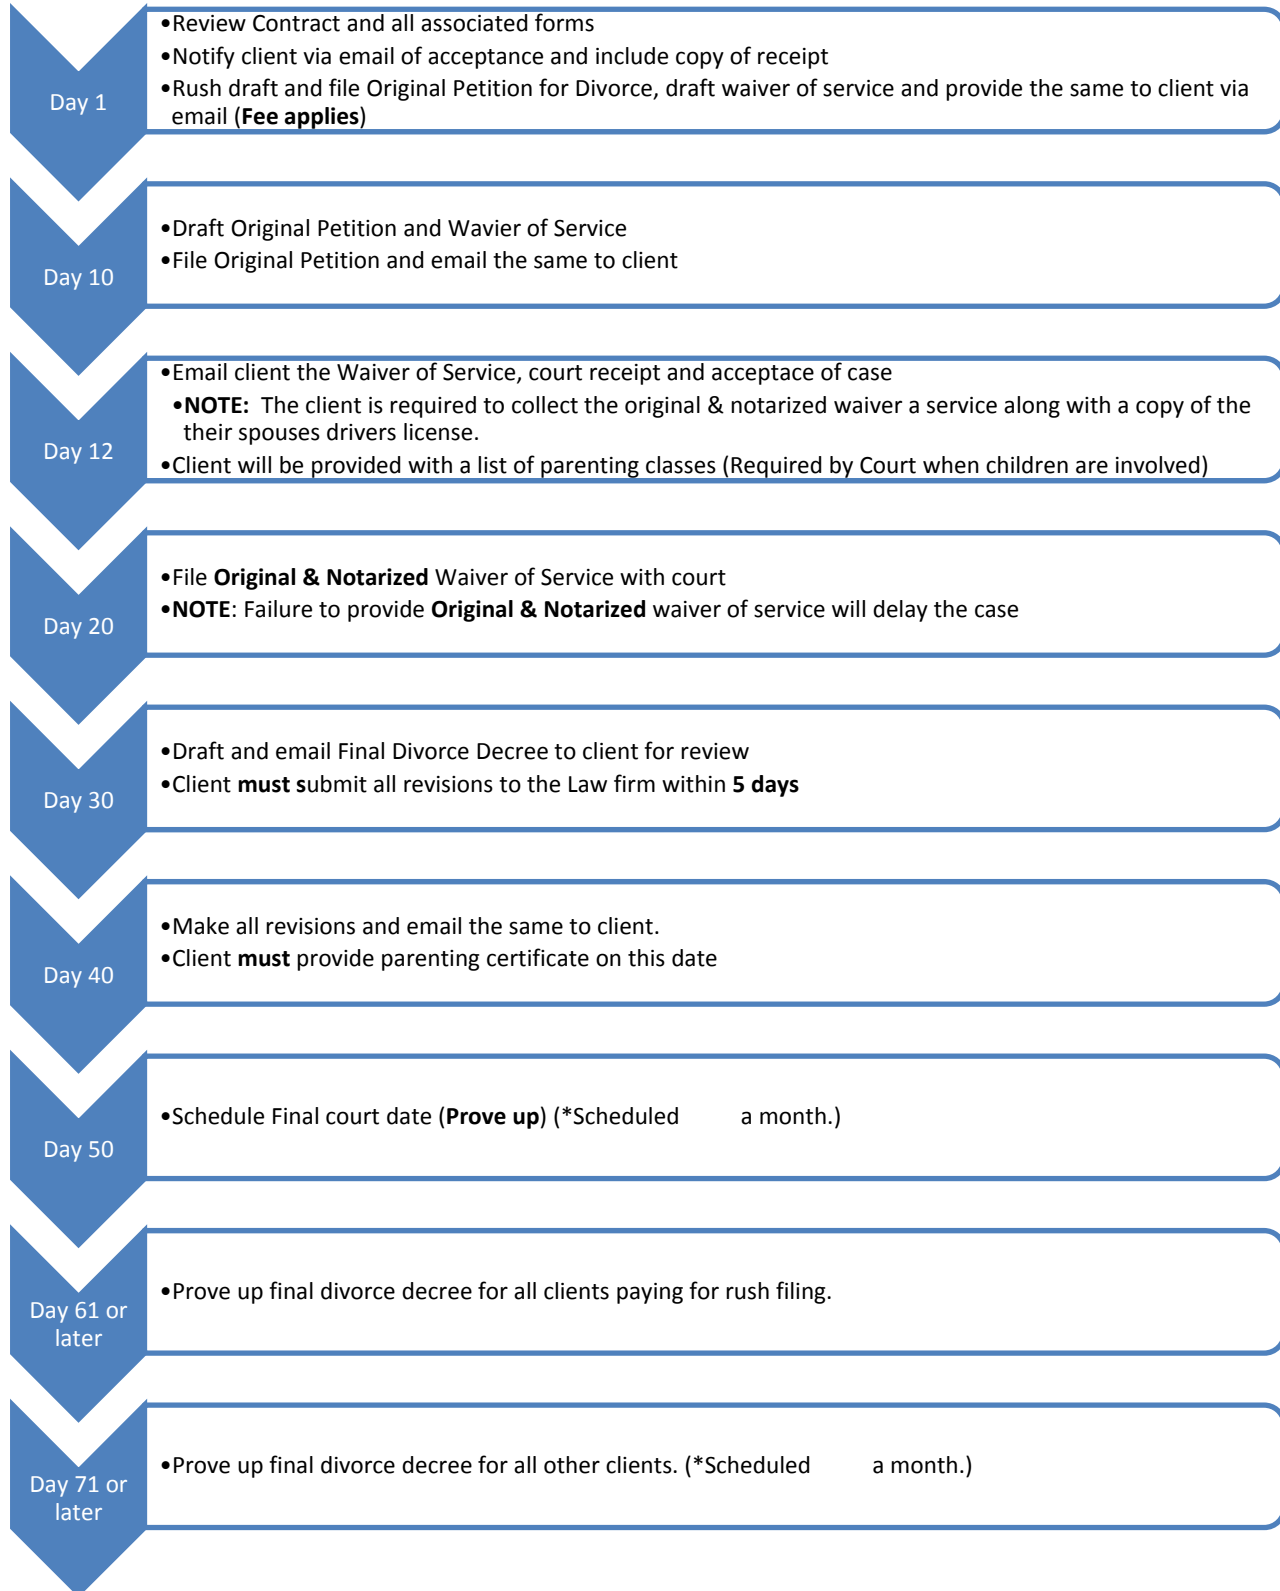 Day 1
•Review Contract and all associated forms
•Notify client via email of acceptance and include copy of receipt
•Rush draft and file Original Petition for Divorce, draft waiver of service and provide the same to client via
email (Fee applies)
Day 10
•Draft Original Petition and Wavier of Service
•File Original Petition and email the same to client
Day 12
•Email client the Waiver of Service, court receipt and acceptace of case
•NOTE: The client is required to collect the original & notarized waiver a service along with a copy of the
their spouses drivers license.
•Client will be provided with a list of parenting classes (Required by Court when children are involved)
Day 20
•File Original & Notarized Waiver of Service with court
•NOTE: Failure to provide Original & Notarized waiver of service will delay the case
Day 30
•Draft and email Final Divorce Decree to client for review
•Client must submit all revisions to the Law firm within 5 days
Day 40
•Make all revisions and email the same to client.
•Client must provide parenting certificate on this date
Day 50
•Schedule Final court date (Prove up) (*Scheduled a month.)
Day 61 or
later
•Prove up final divorce decree for all clients paying for rush filing.
Day 71 or
later
•Prove up final divorce decree for all other clients. (*Scheduled a month.)